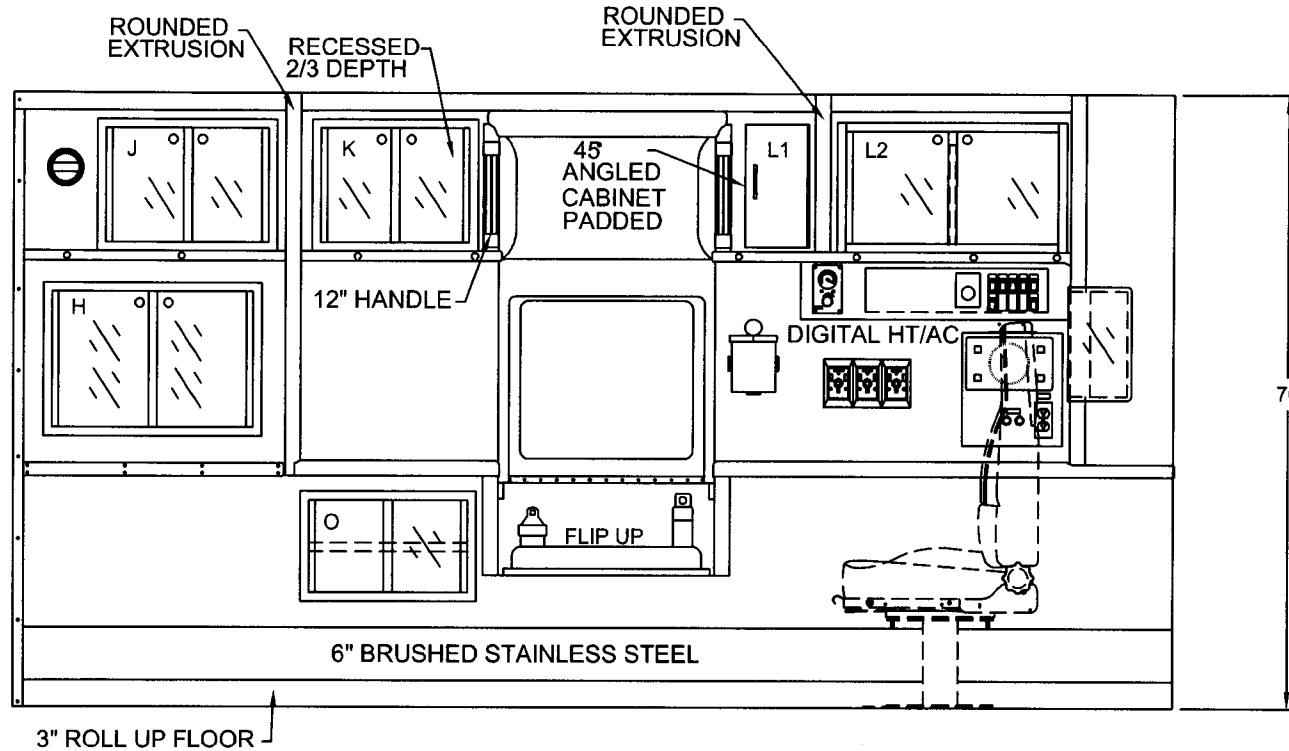 ROUNDED
EXTRUSION
RECESSED
2/3 DEPTH
ROUNDED
EXTRUSION
J
K
45°
ANGLED
CABINET
PADDED
L1
L2
H
12" HANDLE
DIGITAL HT/AC
O
FLIP UP
6" BRUSHED STAINLESS STEEL
3" ROLL UP FLOOR